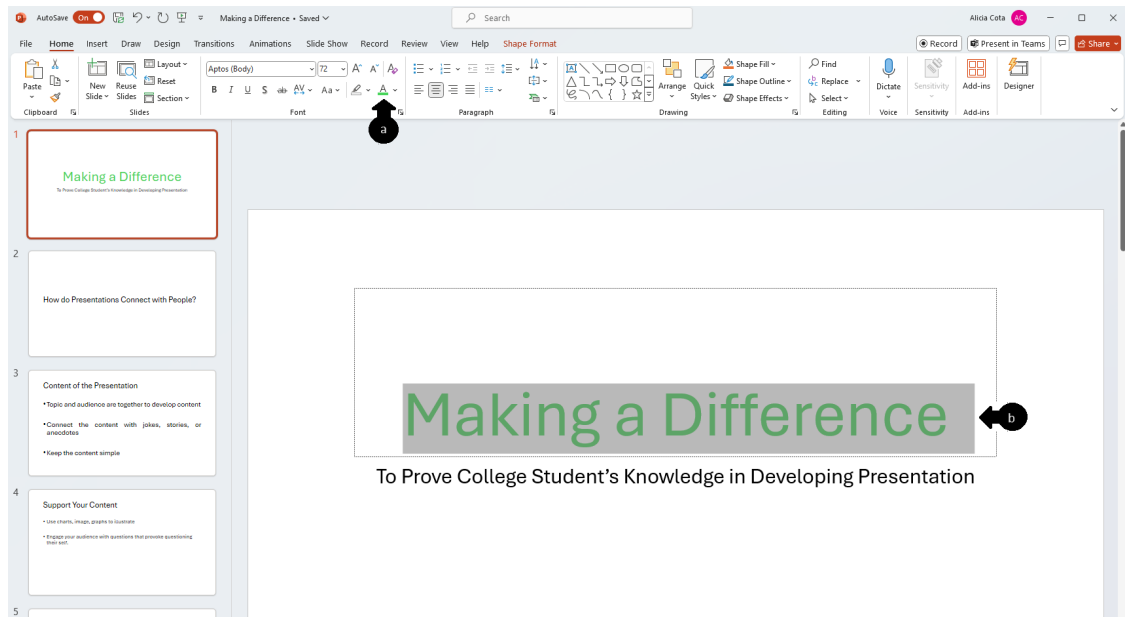 AutoSave On Making a Difference • Saved Search Alicia Cota AC
File Home Insert Draw Design Transitions Animations Slide Show Record Review View Help Shape Format Record Present in Teams Share
Paste
Clipboard
New Slide
Reuse Slides
Layout
Reset
Section
Slides
Aptos (Body) 72
B I U S ab AV Aa A
Font
Paragraph
Arrange
Quick Styles
Shape Fill
Shape Outline
Shape Effects
Drawing
Find
Replace
Select
Editing
Dictate
Voice
Sensitivity
Sensitivity
Add-ins
Add-ins
Designer
a
1
Making a Difference
To Prove College Student's Knowledge in Developing Presentation
2
How do Presentations Connect with People?
3
Content of the Presentation
•Topic and audience are together to develop content
•Connect the content with jokes, stories, or
anecdotes
•Keep the content simple
4
Support Your Content
• Use charts, image, graphs to illustrate
• Engage your audience with questions that provoke questioning
their self.
5
Making a Difference
b
To Prove College Student's Knowledge in Developing Presentation